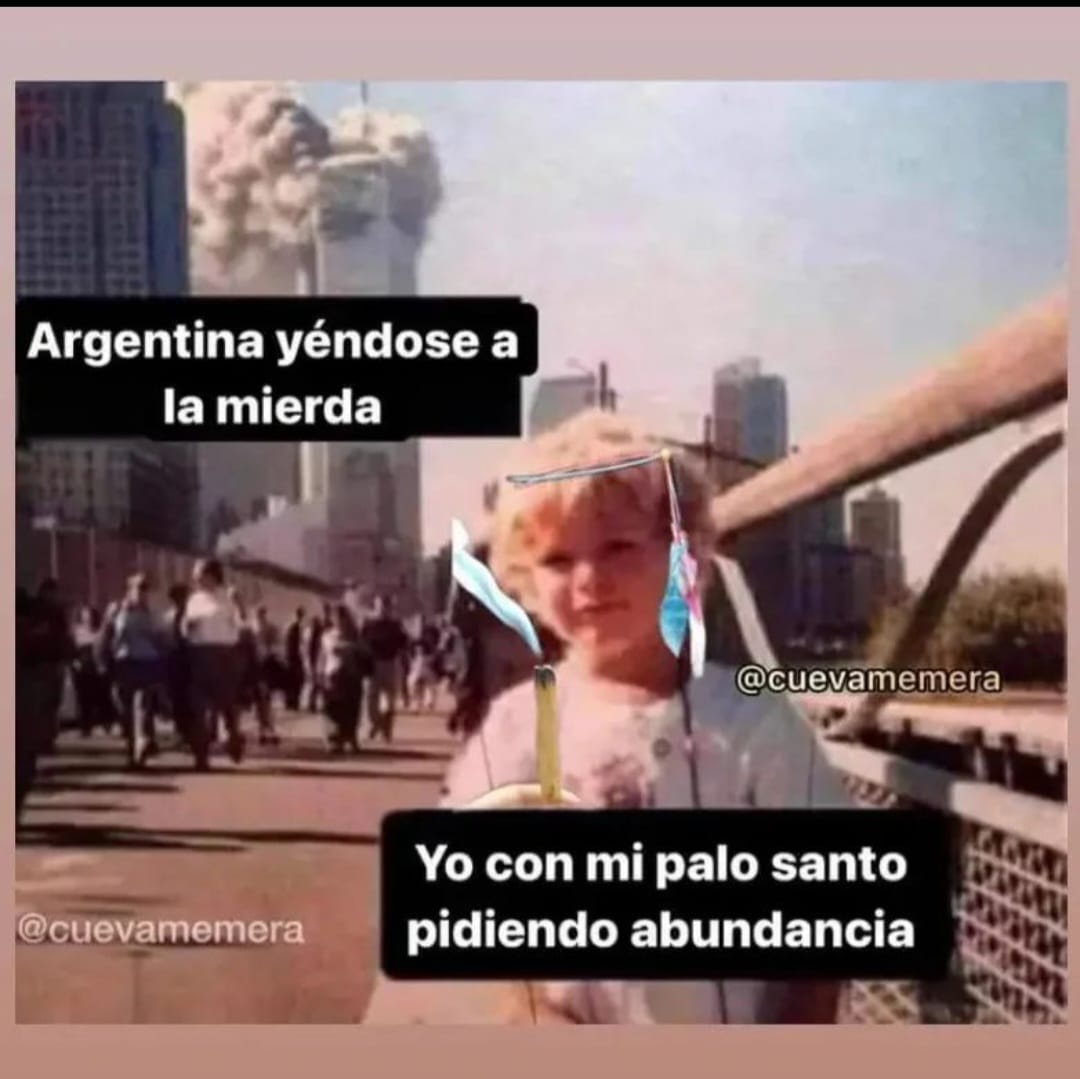 Argentina yéndose a
la mierda
@cuevamemera
Yo con mi palo santo
pidiendo abundancia
@cuevamemera